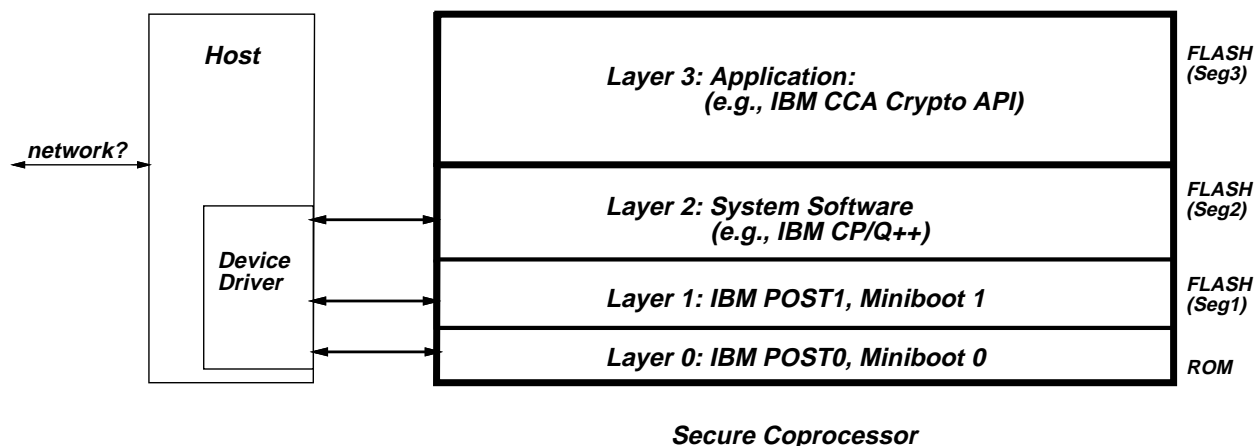 Host
network?
Device
Driver
Layer 3: Application:
(e.g., IBM CCA Crypto API)
FLASH
(Seg3)
Layer 2: System Software
(e.g., IBM CP/Q++)
FLASH
(Seg2)
Layer 1: IBM POST1, Miniboot 1
FLASH
(Seg1)
Layer 0: IBM POST0, Miniboot 0
ROM
Secure Coprocessor